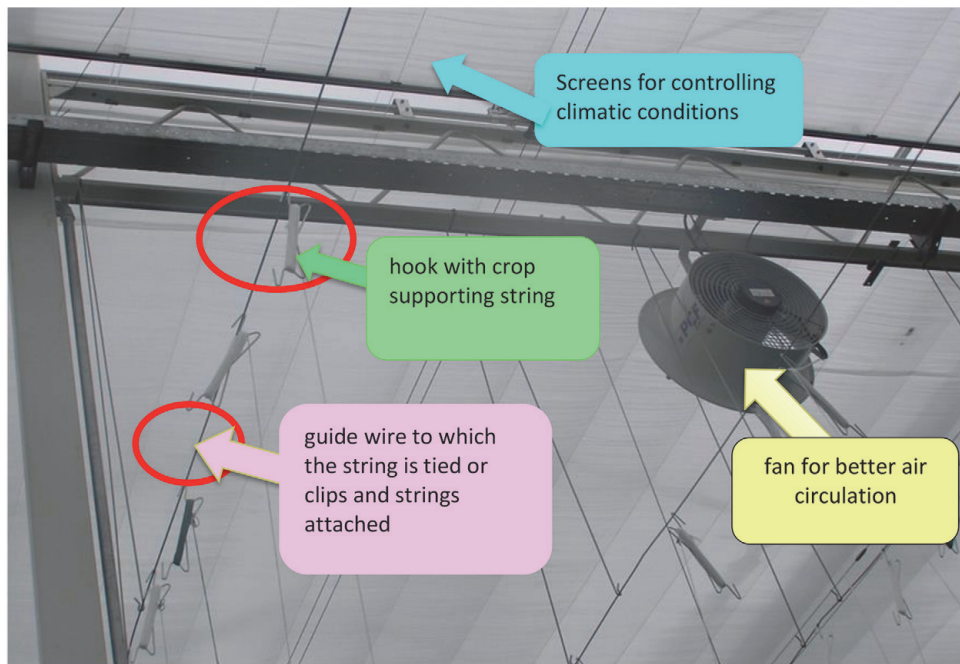 Screens for controlling
climatic conditions
hook with crop
supporting string
PCF
guide wire to which
the string is tied or
clips and strings
attached
fan for better air
circulation